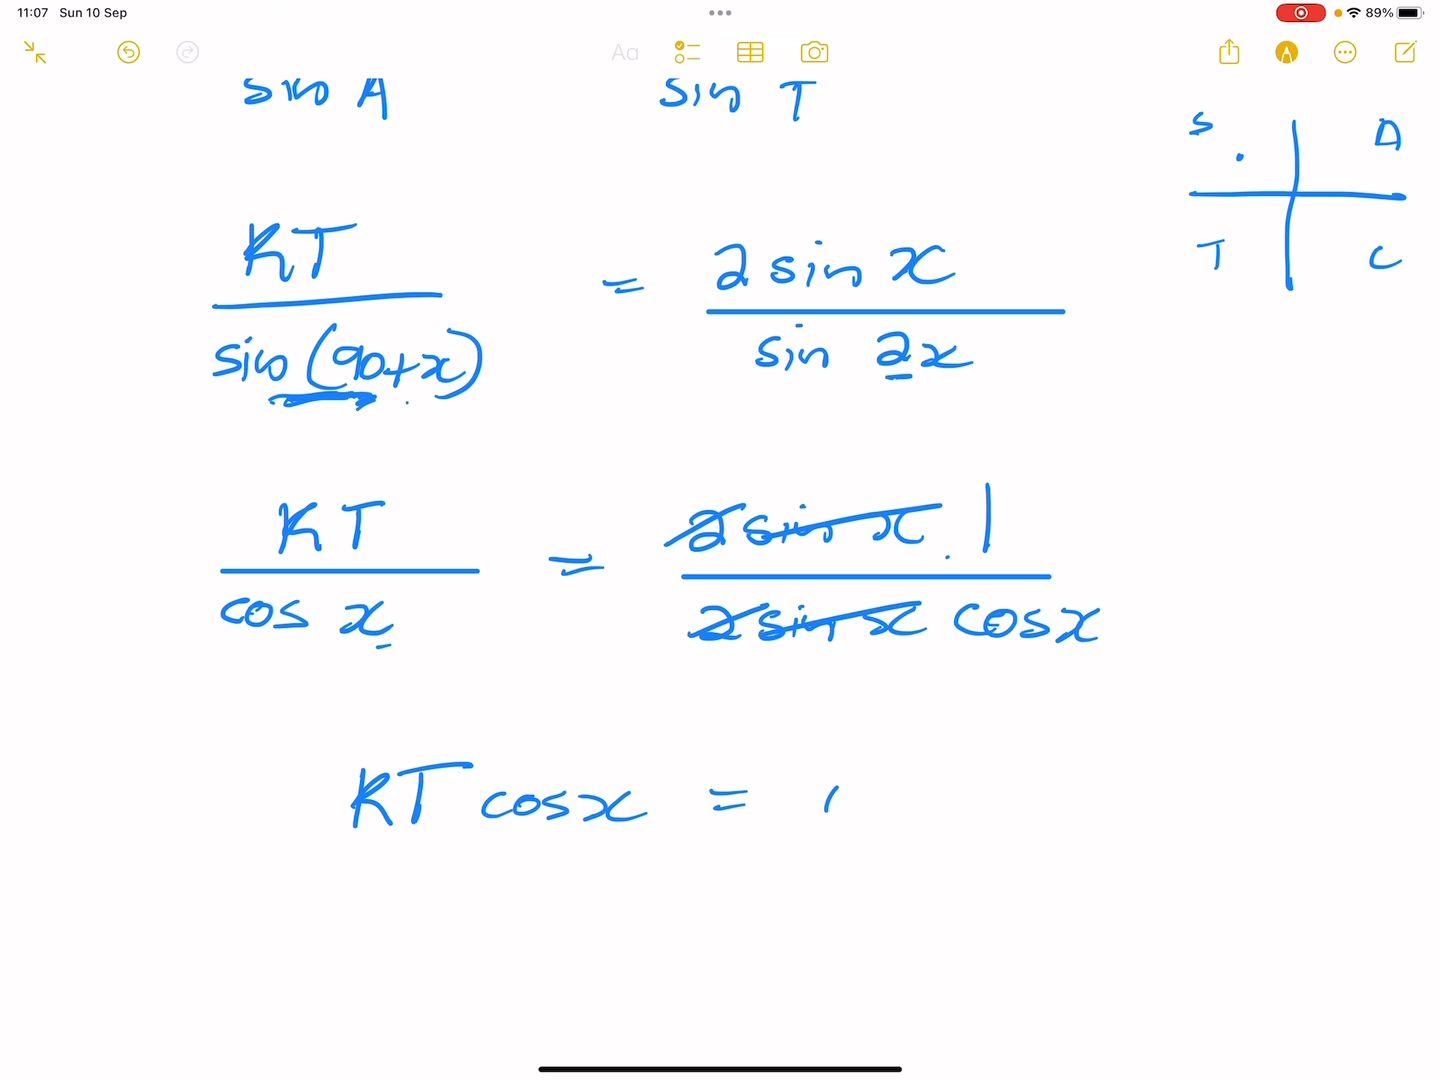 11:07 Sun 10 Sep 89%
Aa
sin A sin T
S A
T C
KT / sin (90+x) = 2 sin x / sin 2x
KT / cos x = 2 sin x . 1 / 2 sin x cos x
KT cos x =